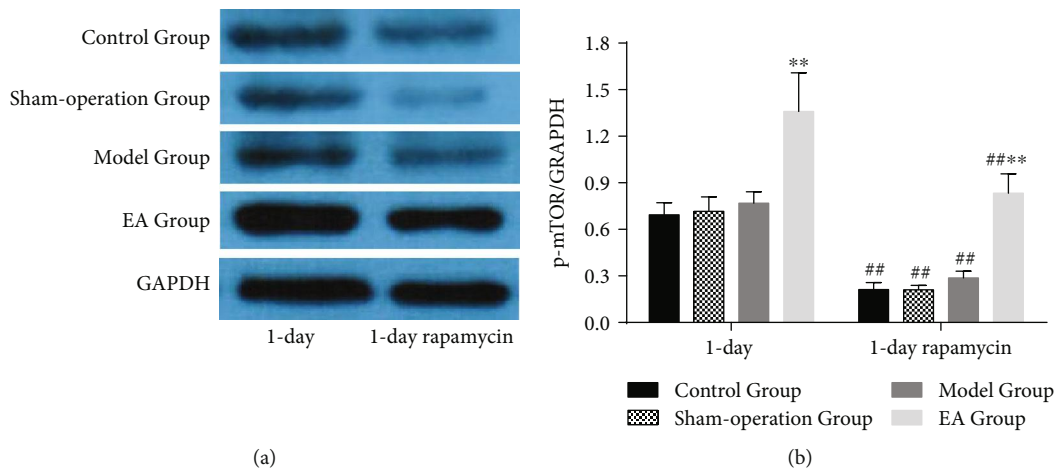 Control Group
Sham-operation Group
Model Group
EA Group
GAPDH
1-day 1-day rapamycin
(a)
p-mTOR/GRAPDH
1.8
1.5
1.2
0.9
0.6
0.3
0.0
**
##
##
##
##**
1-day 1-day rapamycin
Control Group Model Group
Sham-operation Group EA Group
(b)